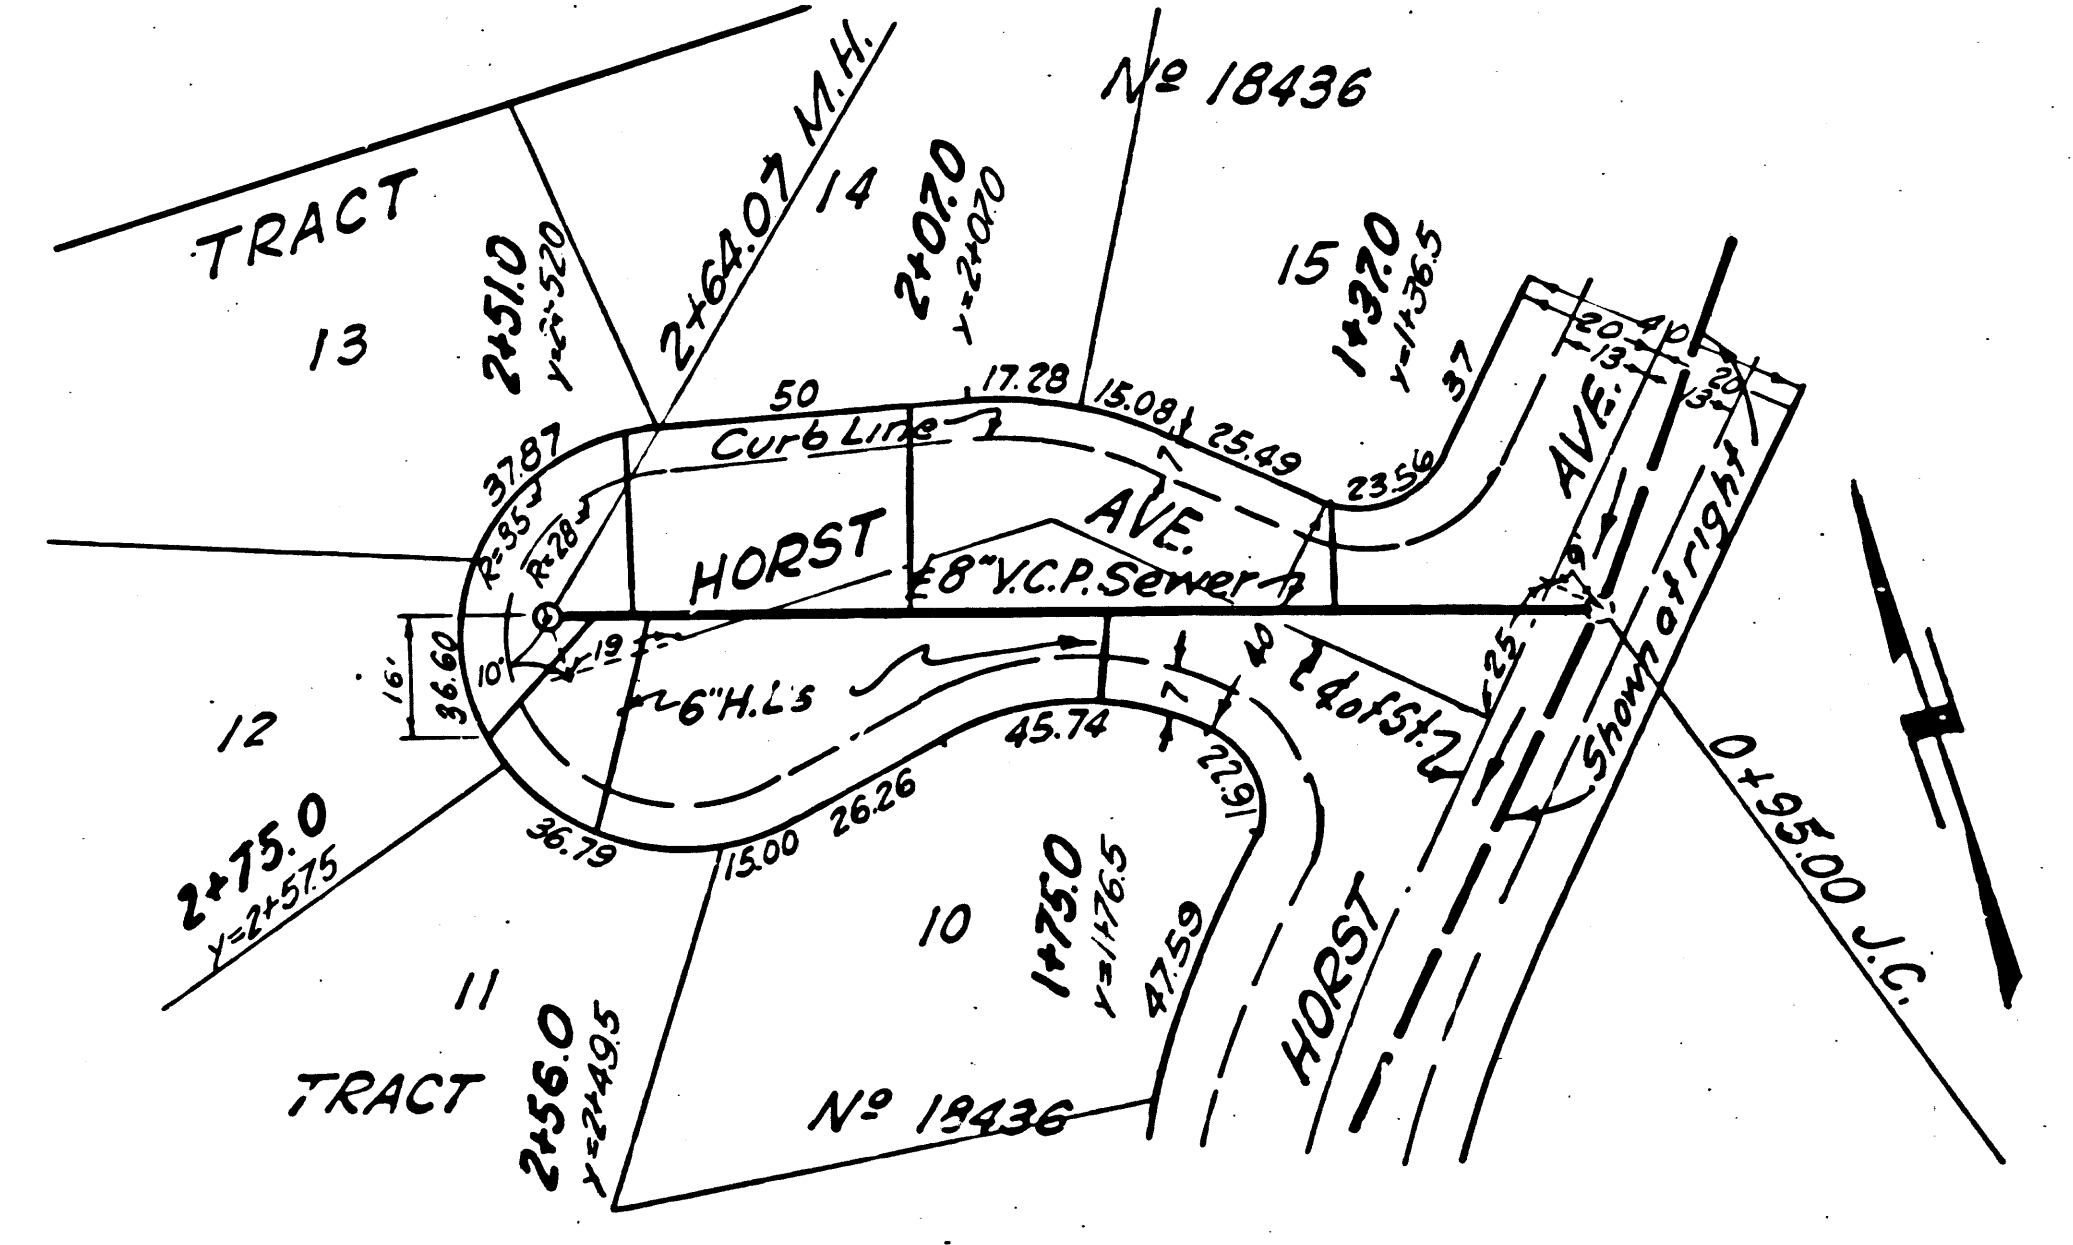 Nº 18436
TRACT
13
2+51.0
Y=2+52.0
2+64.07 M.H.
14
2+07.0
Y=2+07.0
15
1+37.0
Y=1+36.5
37
20
40
13
20
13
AVE.
50
17.28
15.08
7
25.49
23.56
37.87
R=35
R=28
Curb Line
HORST
AVE.
8" V.C.P. Sewer
9'
25
Shown at right
16'
36.60
10'
19
6" H.L's
40
7
℄ of St.
12
2+75.0
Y=2+57.5
36.79
15.00
26.26
45.74
22.91
0+95.00 J.C.
11
10
1+75.0
Y=1+76.5
47.59
HORST
2+56.0
Y=2+49.5
TRACT
Nº 18436